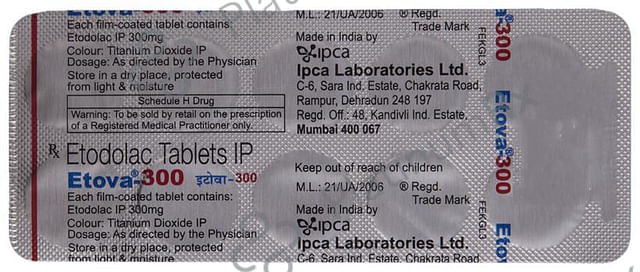 Each film-coated tablet contains:
Etodolac IP 300mg
Colour: Titanium Dioxide IP
Dosage: As directed by the Physician
Store in a dry place, protected
from light & moisture
Schedule H Drug
Warning: To be sold by retail on the prescription
of a Registered Medical Practitioner only.
Rx Etodolac Tablets IP
Etova®-300 इटोवा-300
Each film-coated tablet contains:
Etodolac IP 300mg
Colour: Titanium Dioxide IP
Dosage: As directed by the Physician
Store in a dry place, protected
M.L.: 21/UA/2006 ® Regd.
Trade Mark
Made in India by
ipca
Ipca Laboratories Ltd.
C-6, Sara Ind. Estate, Chakrata Road,
Rampur, Dehradun 248 197
Regd. Off.: 48, Kandivli Ind. Estate,
Mumbai 400 067
Keep out of reach of children
M.L.: 21/UA/2006 ® Regd.
Trade Mark
Made in India by
ipca
Ipca Laboratories Ltd.
C-6, Sara Ind. Estate, Chakrata Road,
FEKGL3
FEKGL3
Etova®-300
Etova®-300